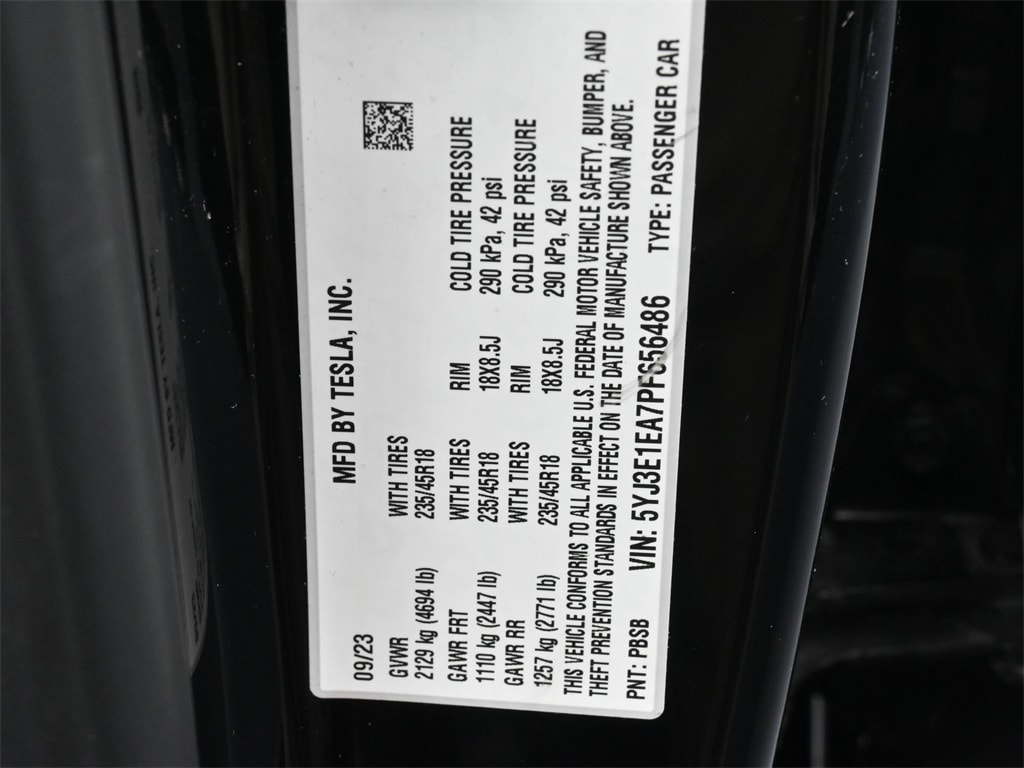 MFD BY TESLA, INC.
09/23
GVWR WITH TIRES
2129 kg (4694 lb) 235/45R18
GAWR FRT WITH TIRES RIM COLD TIRE PRESSURE
1110 kg (2447 lb) 235/45R18 18X8.5J 290 kPa, 42 psi
GAWR RR WITH TIRES RIM COLD TIRE PRESSURE
1257 kg (2771 lb) 235/45R18 18X8.5J 290 kPa, 42 psi
THIS VEHICLE CONFORMS TO ALL APPLICABLE U.S. FEDERAL MOTOR VEHICLE SAFETY, BUMPER, AND
THEFT PREVENTION STANDARDS IN EFFECT ON THE DATE OF MANUFACTURE SHOWN ABOVE.
PNT: PBSB VIN: 5YJ3E1EA7PF656486 TYPE: PASSENGER CAR